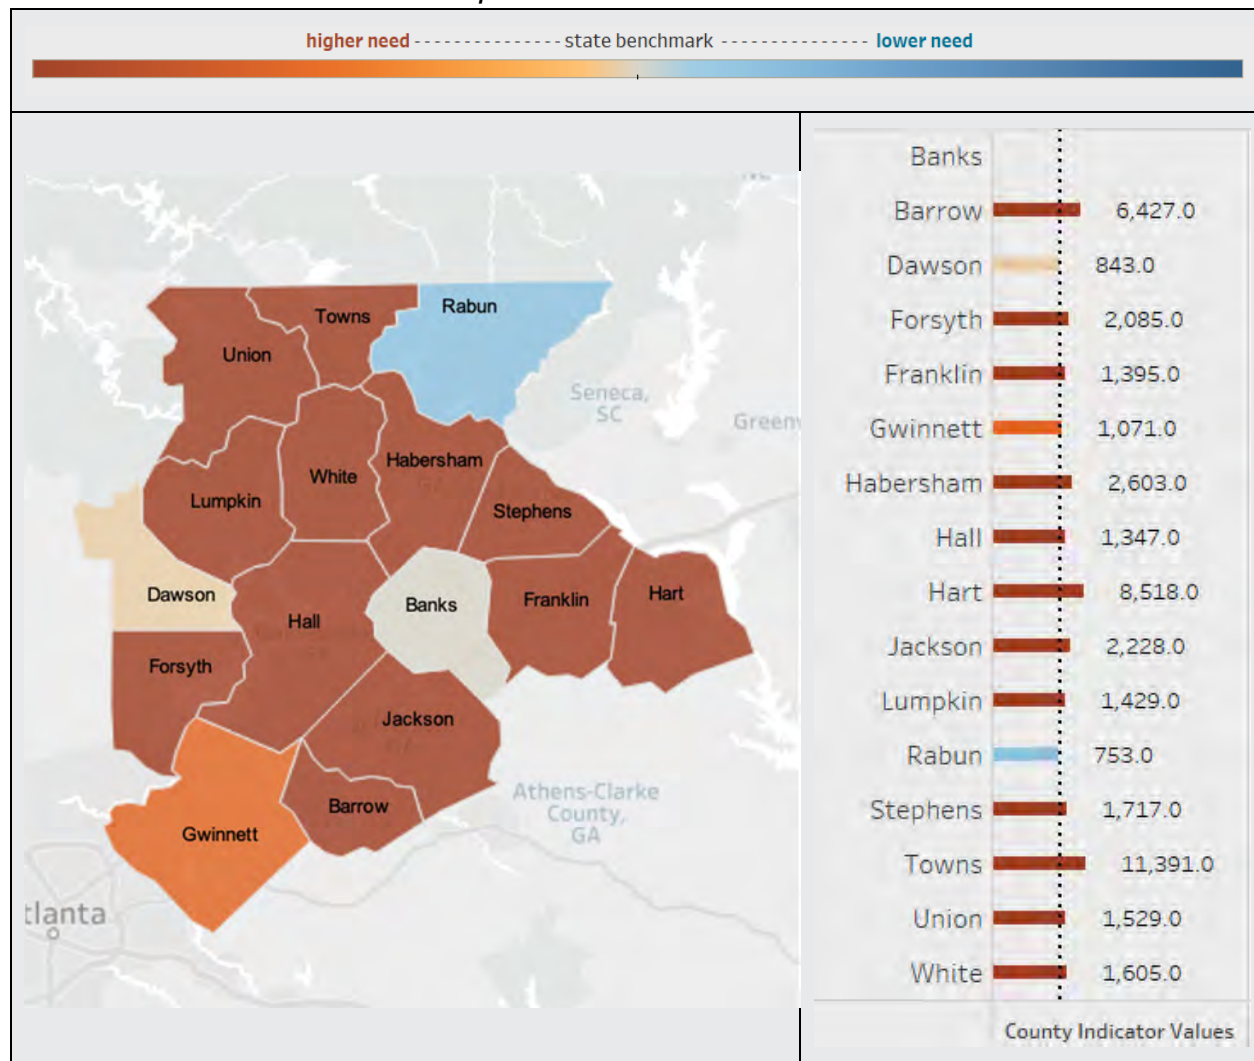 higher need - - - - - - - - - - - - - - - state benchmark - - - - - - - - - - - - - - - lower need
Towns
Rabun
Union
Seneca,
SC
Green
White
Habersham
Lumpkin
Stephens
Dawson
Banks
Franklin
Hart
Hall
Forsyth
Jackson
Athens-Clarke
County,
GA
Barrow
Gwinnett
tlanta
Banks
Barrow 6,427.0
Dawson 843.0
Forsyth 2,085.0
Franklin 1,395.0
Gwinnett 1,071.0
Habersham 2,603.0
Hall 1,347.0
Hart 8,518.0
Jackson 2,228.0
Lumpkin 1,429.0
Rabun 753.0
Stephens 1,717.0
Towns 11,391.0
Union 1,529.0
White 1,605.0
County Indicator Values